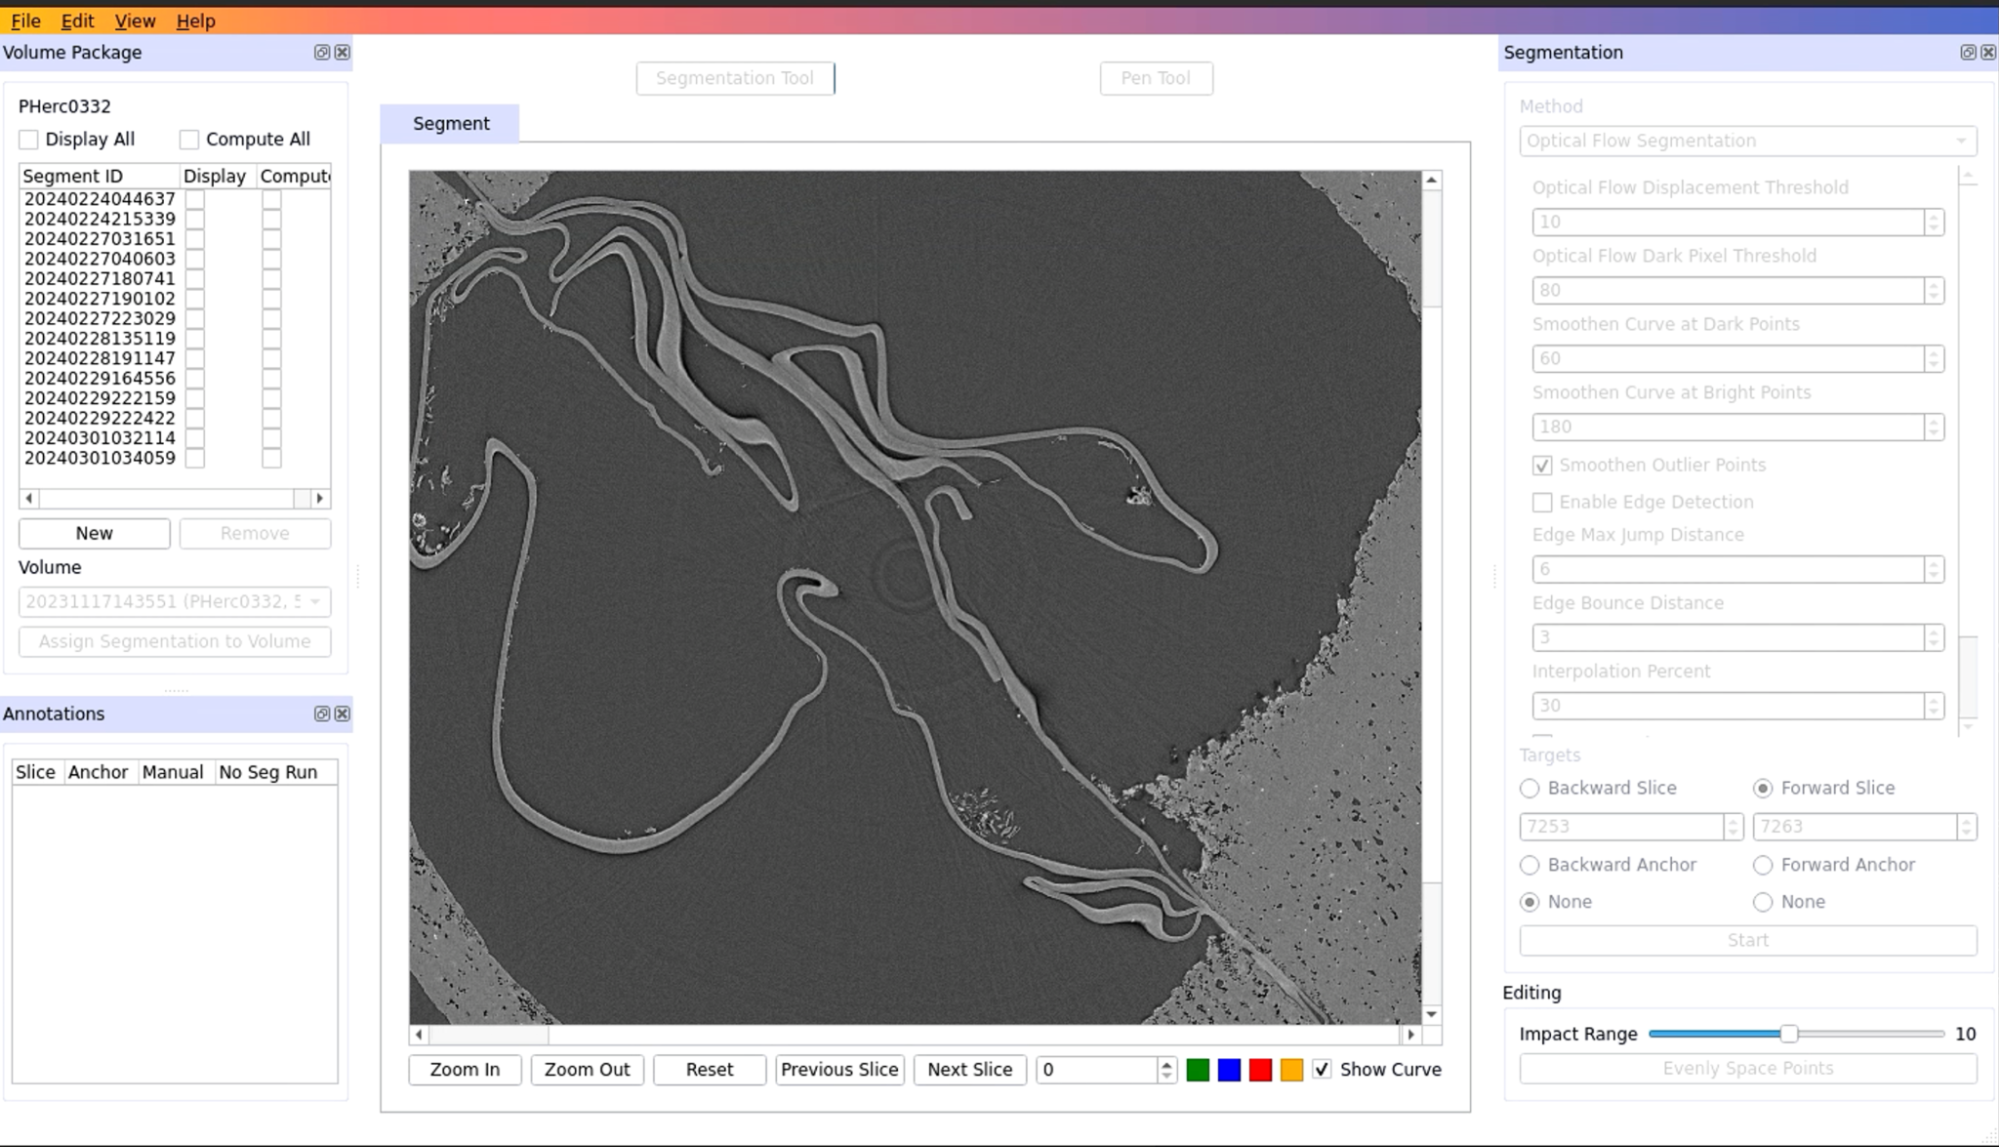 File Edit View Help
Volume Package
PHerc0332
Display All Compute All
Segment ID Display Compute
20240224044637
20240224215339
20240227031651
20240227040603
20240227180741
20240227190102
20240227223029
20240228135119
20240228191147
20240229164556
20240229222159
20240229222422
20240301032114
20240301034059
New Remove
Volume
20231117143551 (PHerc0332, 5
Assign Segmentation to Volume
Annotations
Slice Anchor Manual No Seg Run
Segmentation Tool Pen Tool
Segment
Zoom In Zoom Out Reset Previous Slice Next Slice 0 Show Curve
Segmentation
Method
Optical Flow Segmentation
Optical Flow Displacement Threshold
10
Optical Flow Dark Pixel Threshold
80
Smoothen Curve at Dark Points
60
Smoothen Curve at Bright Points
180
Smoothen Outlier Points
Enable Edge Detection
Edge Max Jump Distance
6
Edge Bounce Distance
3
Interpolation Percent
30
Targets
Backward Slice Forward Slice
7253 7263
Backward Anchor Forward Anchor
None None
Start
Editing
Impact Range 10
Evenly Space Points